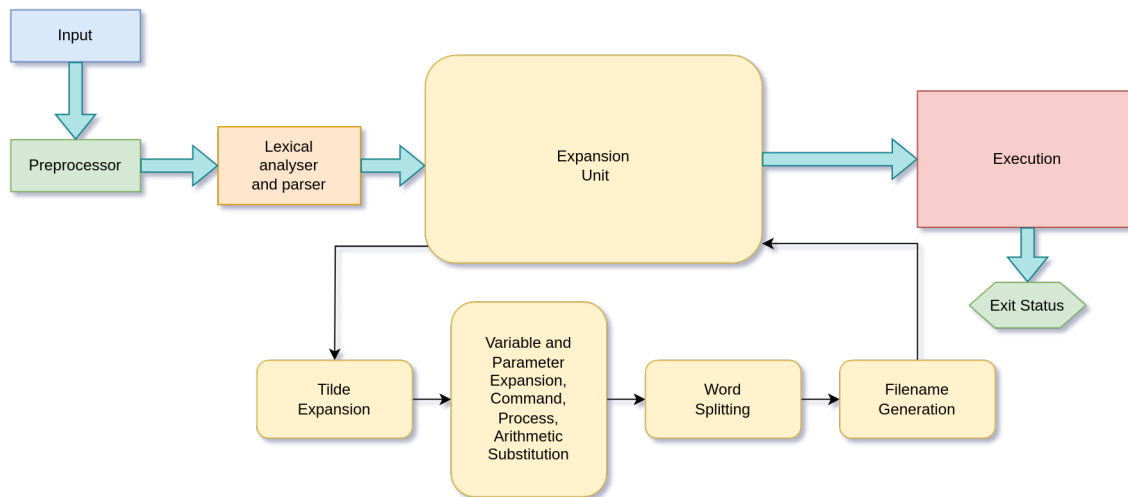 Input
Preprocessor
Lexical
analyser
and parser
Expansion
Unit
Execution
Exit Status
Tilde
Expansion
Variable and
Parameter
Expansion,
Command,
Process,
Arithmetic
Substitution
Word
Splitting
Filename
Generation